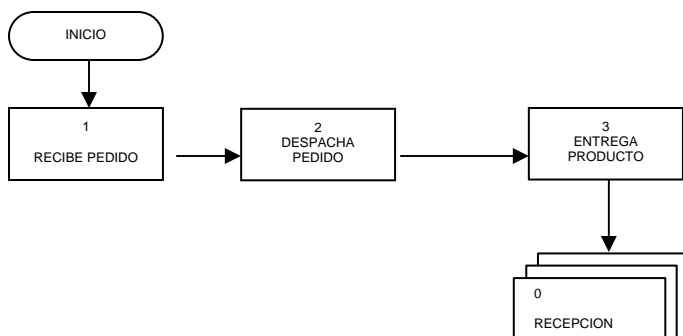 INICIO
1
RECIBE PEDIDO
2
DESPACHA
PEDIDO
3
ENTREGA
PRODUCTO
0
RECEPCION